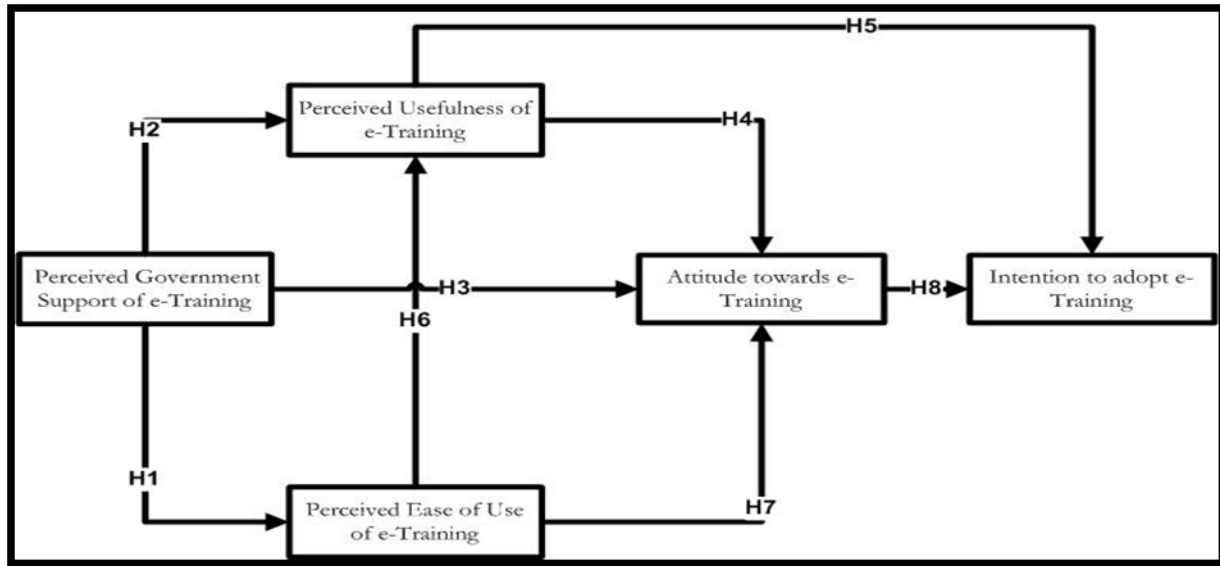 H5
Perceived Usefulness of
e-Training
H2
H4
Perceived Government
Support of e-Training
H3
Attitude towards e-
Training
H8
Intention to adopt e-
Training
H6
H1
Perceived Ease of Use
of e-Training
H7